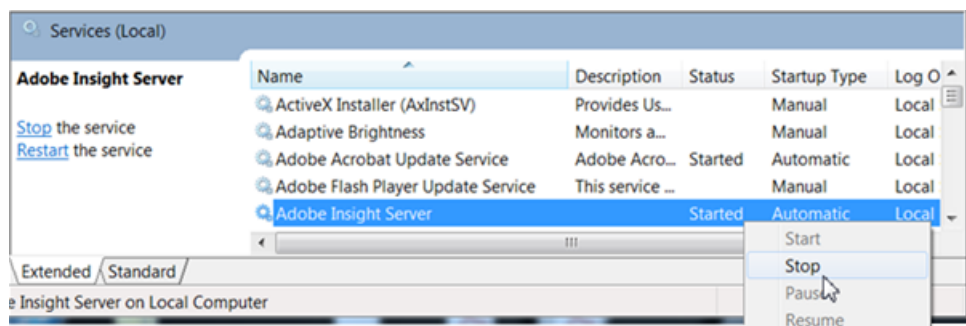 Services (Local)
Adobe Insight Server
Stop the service
Restart the service
Name Description Status Startup Type Log O
ActiveX Installer (AxInstSV) Provides Us... Manual Local
Adaptive Brightness Monitors a... Manual Local
Adobe Acrobat Update Service Adobe Acro... Started Automatic Local
Adobe Flash Player Update Service This service ... Manual Local
Adobe Insight Server Started Automatic Local
Start
Stop
Pause
Resume
Extended Standard
e Insight Server on Local Computer